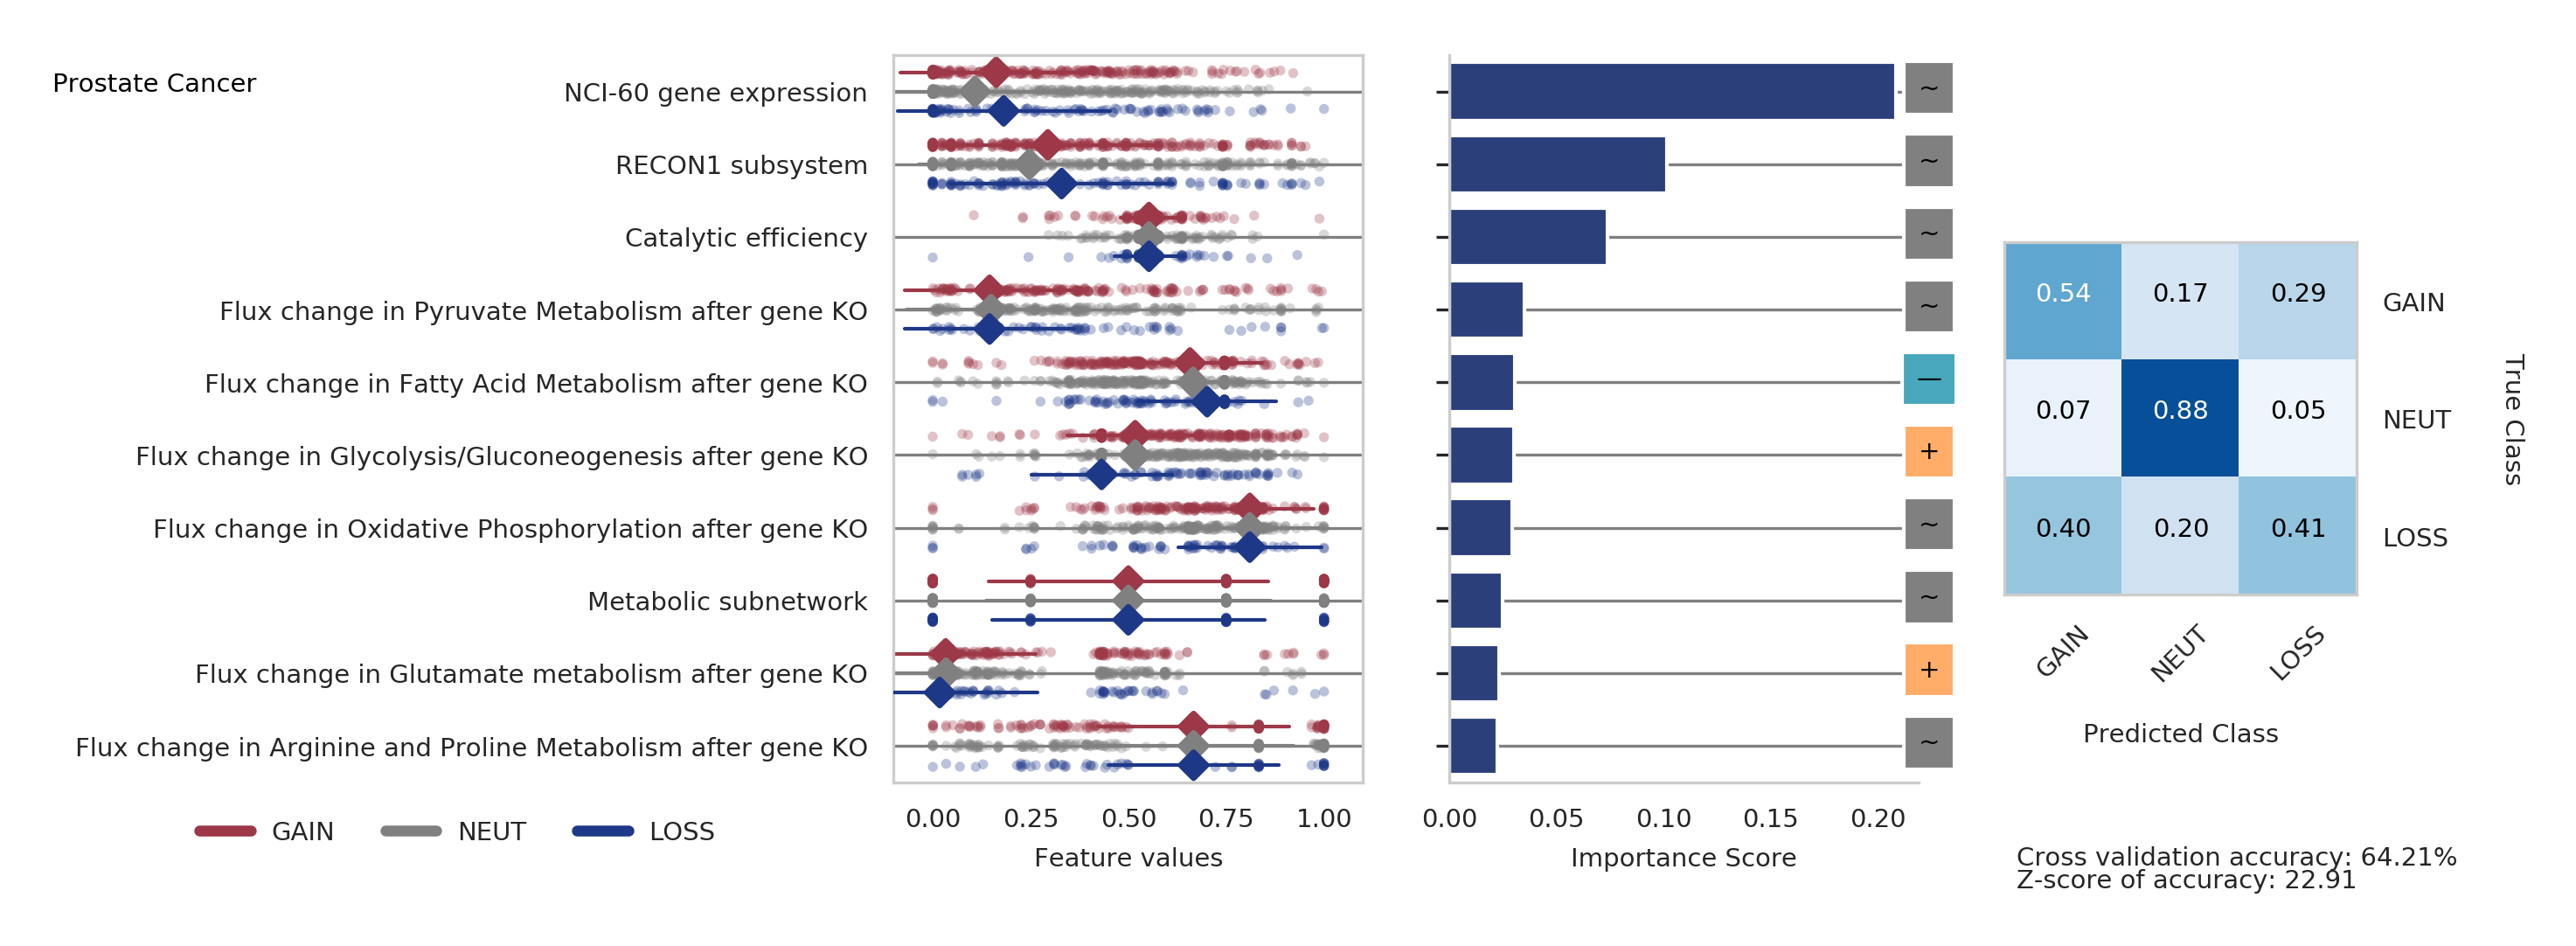 Prostate Cancer
NCI-60 gene expression
RECON1 subsystem
Catalytic efficiency
Flux change in Pyruvate Metabolism after gene KO
Flux change in Fatty Acid Metabolism after gene KO
Flux change in Glycolysis/Gluconeogenesis after gene KO
Flux change in Oxidative Phosphorylation after gene KO
Metabolic subnetwork
Flux change in Glutamate metabolism after gene KO
Flux change in Arginine and Proline Metabolism after gene KO
GAIN NEUT LOSS
0.00 0.25 0.50 0.75 1.00
Feature values
~
~
~
~
—
+
~
~
+
~
0.00 0.05 0.10 0.15 0.20
Importance Score
0.54 0.17 0.29 GAIN
0.07 0.88 0.05 NEUT
0.40 0.20 0.41 LOSS
True Class
GAIN NEUT LOSS
Predicted Class
Cross validation accuracy: 64.21%
Z-score of accuracy: 22.91